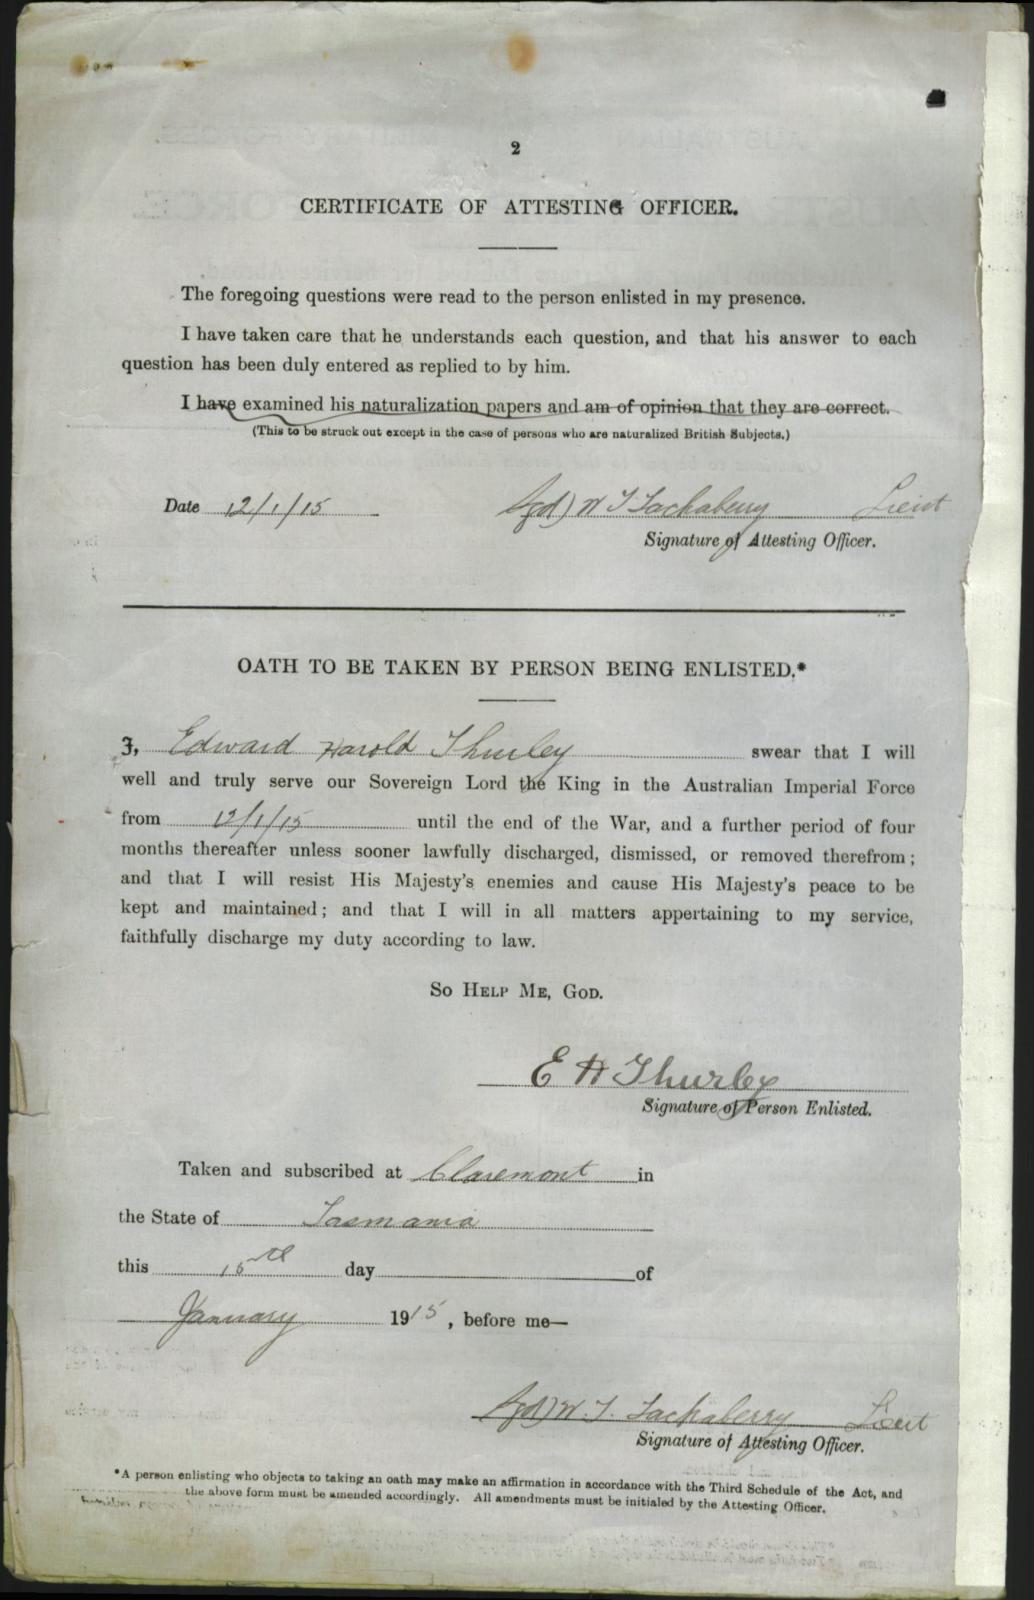 2
CERTIFICATE OF ATTESTING OFFICER.
The foregoing questions were read to the person enlisted in my presence.
I have taken care that he understands each question, and that his answer to each
question has been duly entered as replied to by him.
I have examined his naturalization papers and am of opinion that they are correct.
(This to be struck out except in the case of persons who are naturalized British Subjects.)
Date 12/1/15 (Sgd) W T Lachaberry Lieut
Signature of Attesting Officer.
OATH TO BE TAKEN BY PERSON BEING ENLISTED.*
I, Edward Harold Thurley swear that I will
well and truly serve our Sovereign Lord the King in the Australian Imperial Force
from 12/1/15 until the end of the War, and a further period of four
months thereafter unless sooner lawfully discharged, dismissed, or removed therefrom;
and that I will resist His Majesty's enemies and cause His Majesty's peace to be
kept and maintained; and that I will in all matters appertaining to my service,
faithfully discharge my duty according to law.
So Help Me, God.
E H Thurley
Signature of Person Enlisted.
Taken and subscribed at Claremont in
the State of Tasmania
this 15th day of
January 1915, before me—
(Sgd) W. T. Lachaberry Lieut
Signature of Attesting Officer.
*A person enlisting who objects to taking an oath may make an affirmation in accordance with the Third Schedule of the Act, and
the above form must be amended accordingly. All amendments must be initialed by the Attesting Officer.